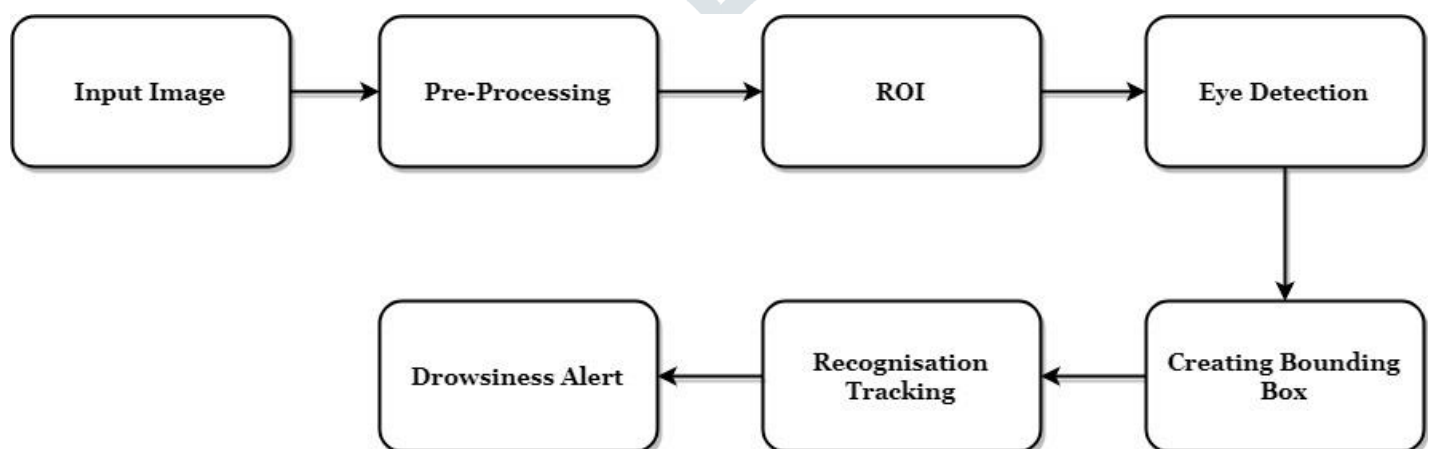 Input Image
Pre-Processing
ROI
Eye Detection
Creating Bounding
Box
Recognisation
Tracking
Drowsiness Alert